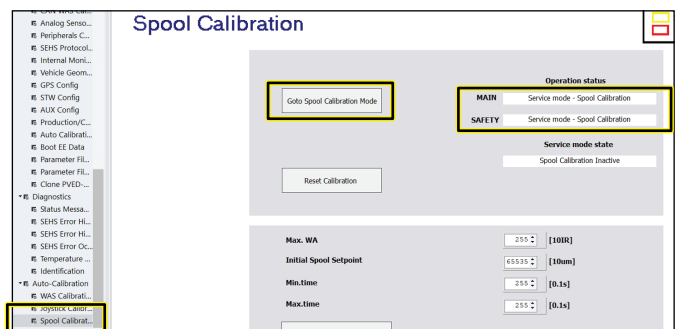 CAN WAS Cal...
Analog Senso...
Peripherals C...
SEHS Protocol...
Internal Moni...
Vehicle Geom...
GPS Config
STW Config
AUX Config
Production/C...
Auto Calibrati...
Boot EE Data
Parameter Fil...
Parameter Fil...
Clone PVED-...
Diagnostics
Status Messa...
SEHS Error Hi...
SEHS Error Hi...
SEHS Error Oc...
Temperature ...
Identification
Auto-Calibration
WAS Calibrati...
Joystick Calibr...
Spool Calibrat...
Spool Calibration
Goto Spool Calibration Mode
Operation status
MAIN Service mode - Spool Calibration
SAFETY Service mode - Spool Calibration
Service mode state
Spool Calibration Inactive
Reset Calibration
Max. WA 255 [10IR]
Initial Spool Setpoint 65535 [10um]
Min.time 255 [0.1s]
Max.time 255 [0.1s]